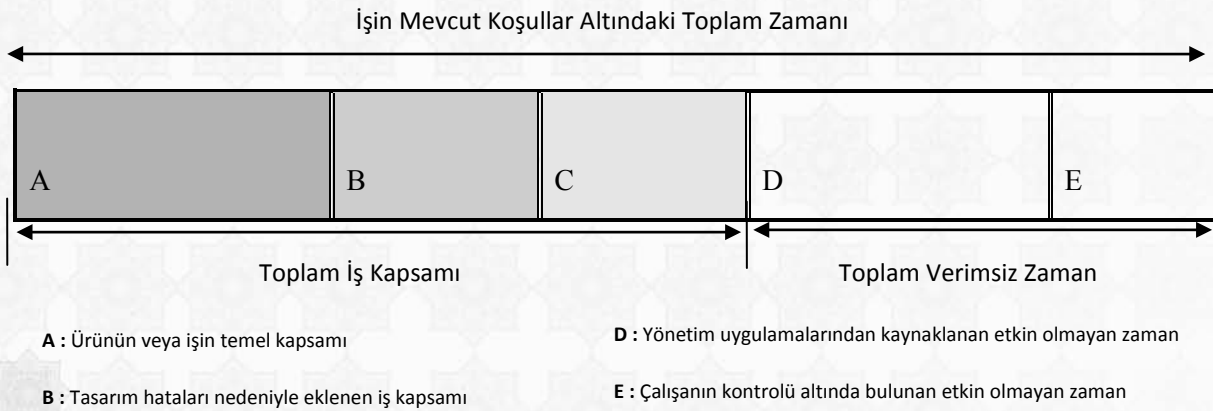 İşin Mevcut Koşullar Altındaki Toplam Zamanı
A B C D E
Toplam İş Kapsamı
Toplam Verimsiz Zaman
A : Ürünün veya işin temel kapsamı
B : Tasarım hataları nedeniyle eklenen iş kapsamı
D : Yönetim uygulamalarından kaynaklanan etkin olmayan zaman
E : Çalışanın kontrolü altında bulunan etkin olmayan zaman